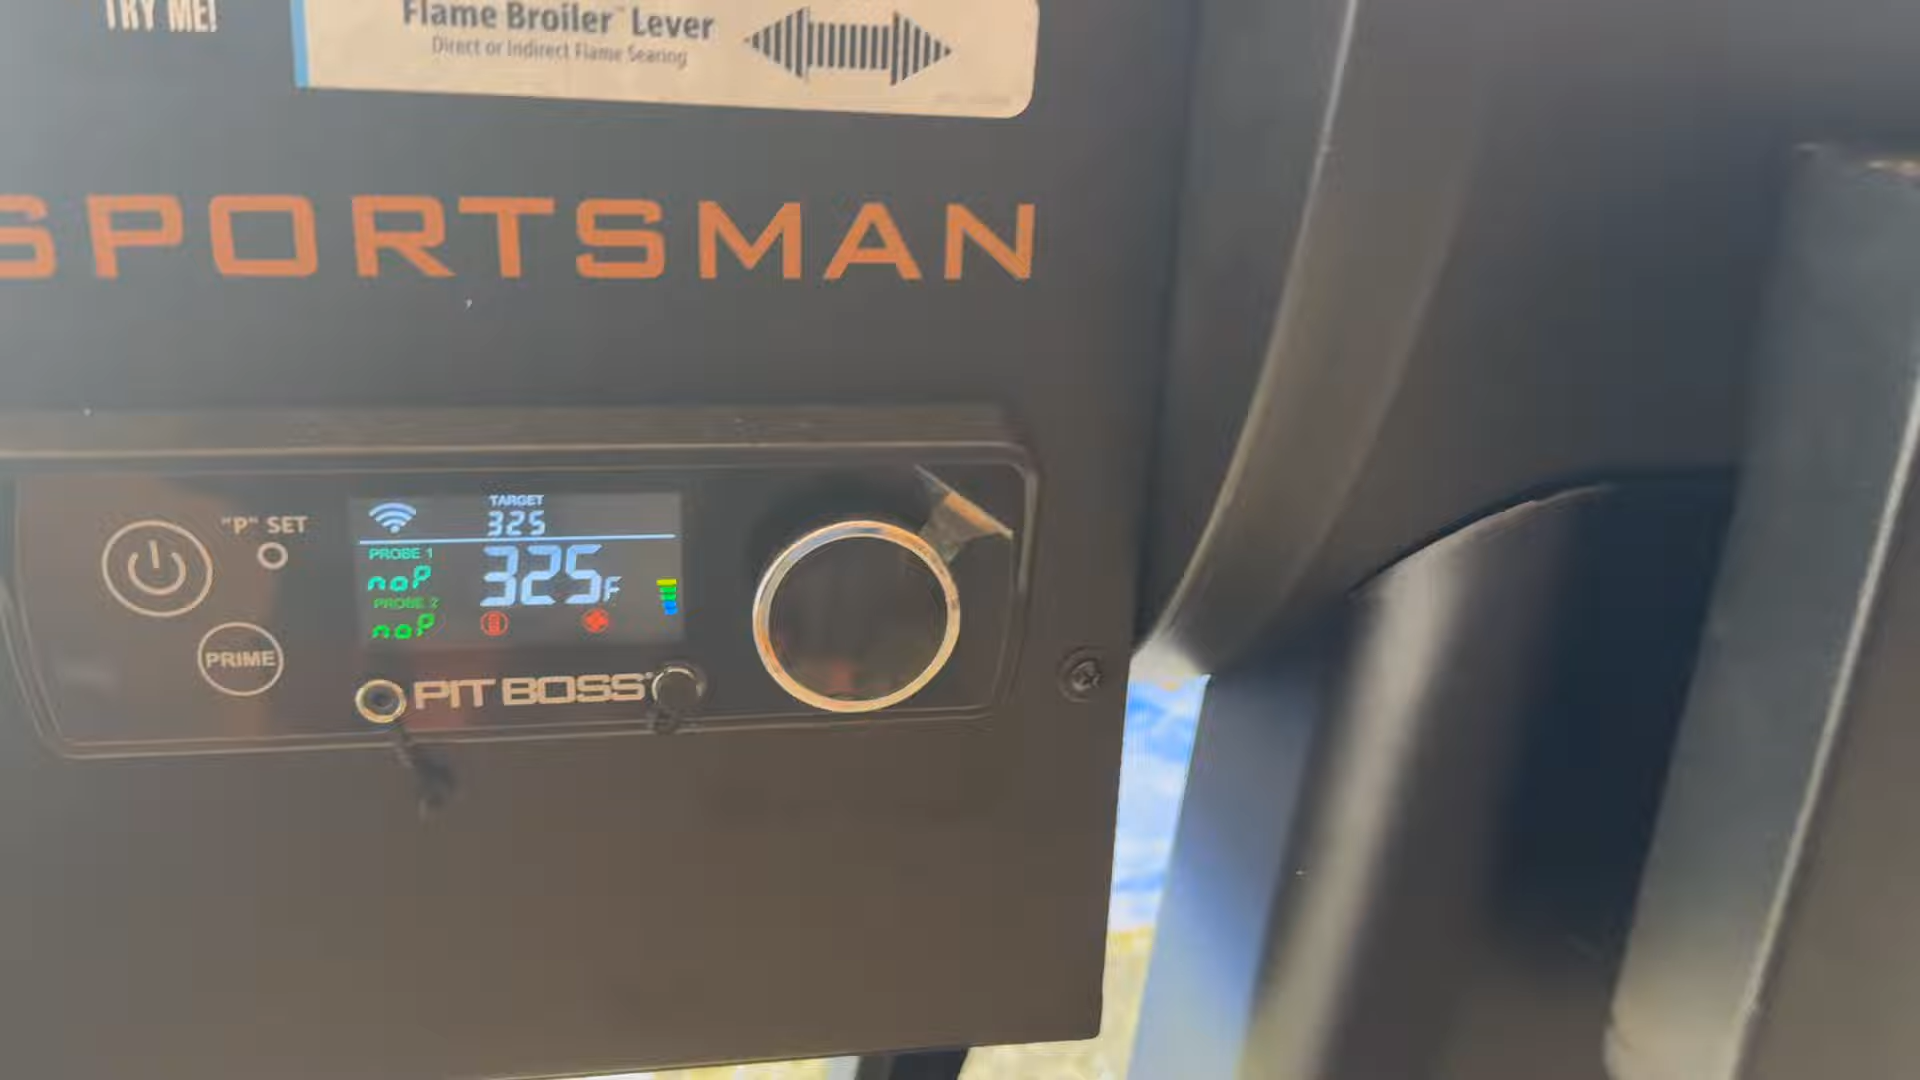 TRY ME!
Flame Broiler™ Lever
Direct or Indirect Flame Searing
SPORTSMAN
"P" SET
TARGET
325
PROBE 1
noP
325F
PROBE 2
noP
PRIME
PIT BOSS®